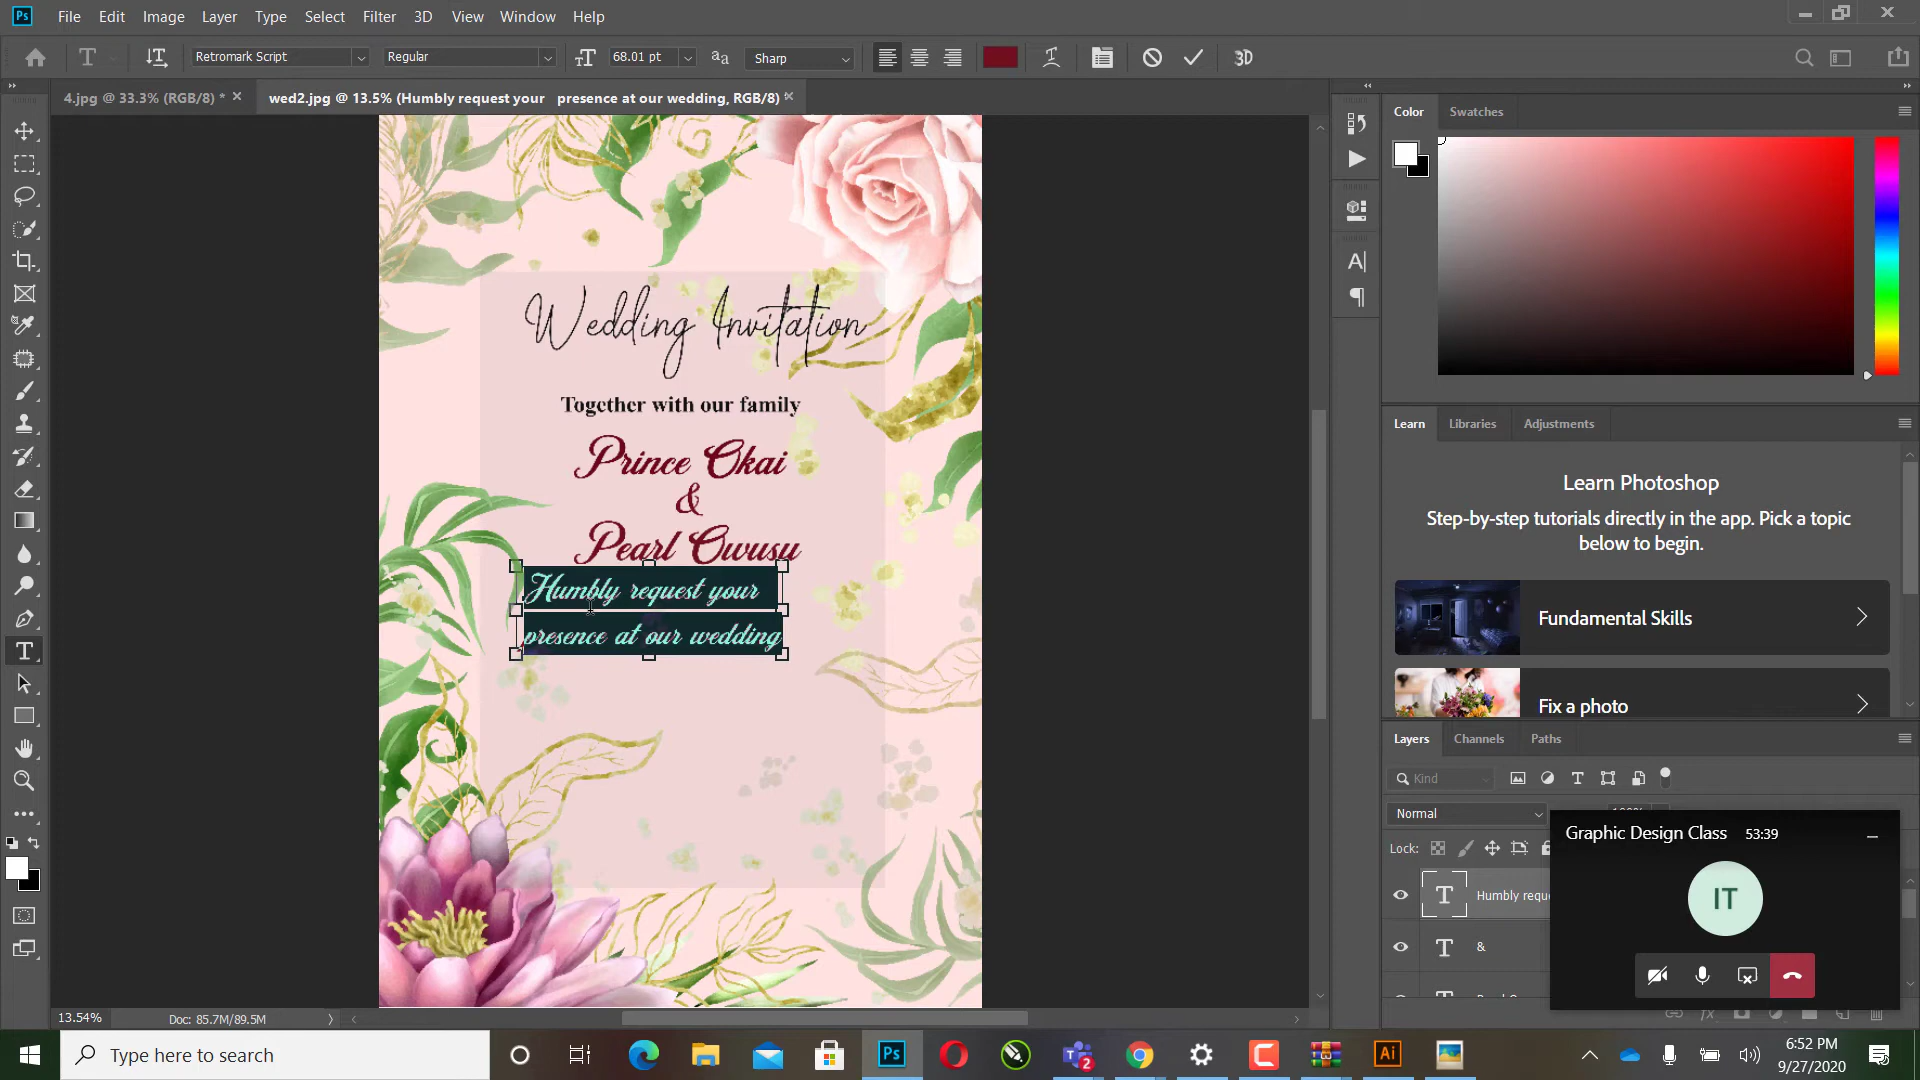 Ps
File Edit Image Layer Type Select Filter 3D View Window Help
Retromark Script Regular 68.01 pt Sharp 3D
4.jpg @ 33.3% (RGB/8) *
wed2.jpg @ 13.5% (Humbly request your presence at our wedding, RGB/8)
Wedding Invitation
Together with our family
Prince Okai
&
Pearl Owusu
Humbly request your
presence at our wedding
Color Swatches
Learn Libraries Adjustments
Learn Photoshop
Step-by-step tutorials directly in the app. Pick a topic
below to begin.
Fundamental Skills
Fix a photo
Layers Channels Paths
Kind
Normal
Lock:
Humbly reque
&
Graphic Design Class 53:39
IT
13.54% Doc: 85.7M/89.5M
Type here to search
Ps
2
Ai
6:52 PM
9/27/2020